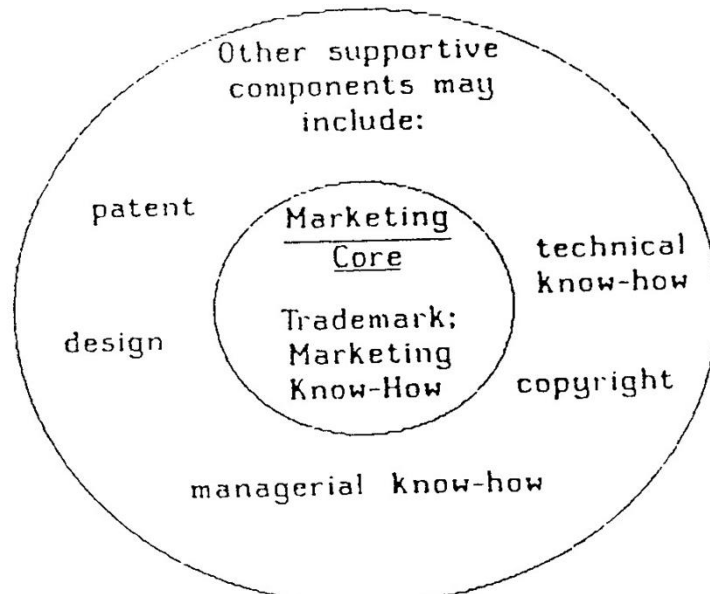 Other supportive
components may
include:
patent
Marketing
Core
technical
know-how
Trademark;
Marketing
Know-How
design
copyright
managerial know-how